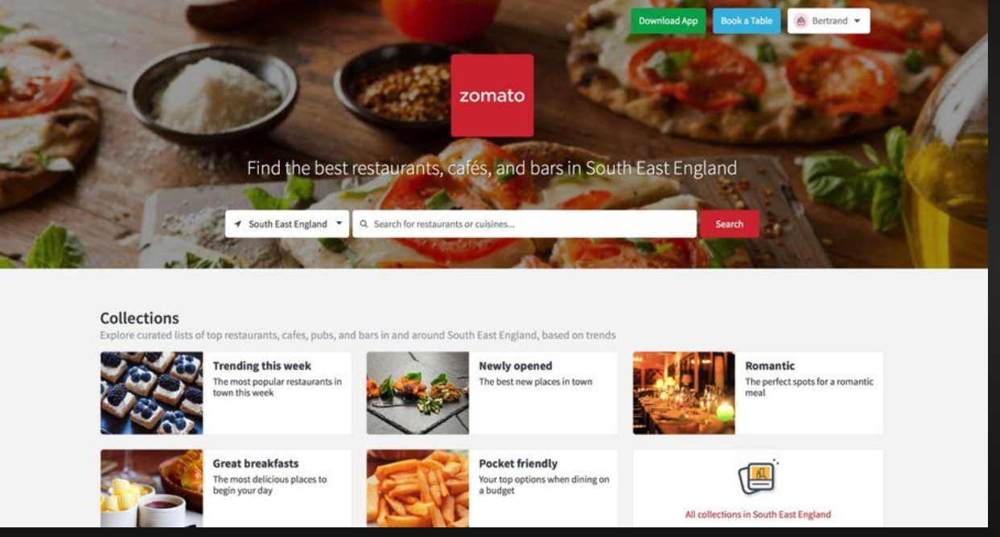 Download App
Book a Table
Bertrand
zomato
Find the best restaurants, cafés, and bars in South East England
South East England
Search for restaurants or cuisines...
Search
Collections
Explore curated lists of top restaurants, cafes, pubs, and bars in and around South East England, based on trends
Trending this week
The most popular restaurants in
town this week
Newly opened
The best new places in town
Romantic
The perfect spots for a romantic
meal
Great breakfasts
The most delicious places to
begin your day
Pocket friendly
Your top options when dining on
a budget
All collections in South East England